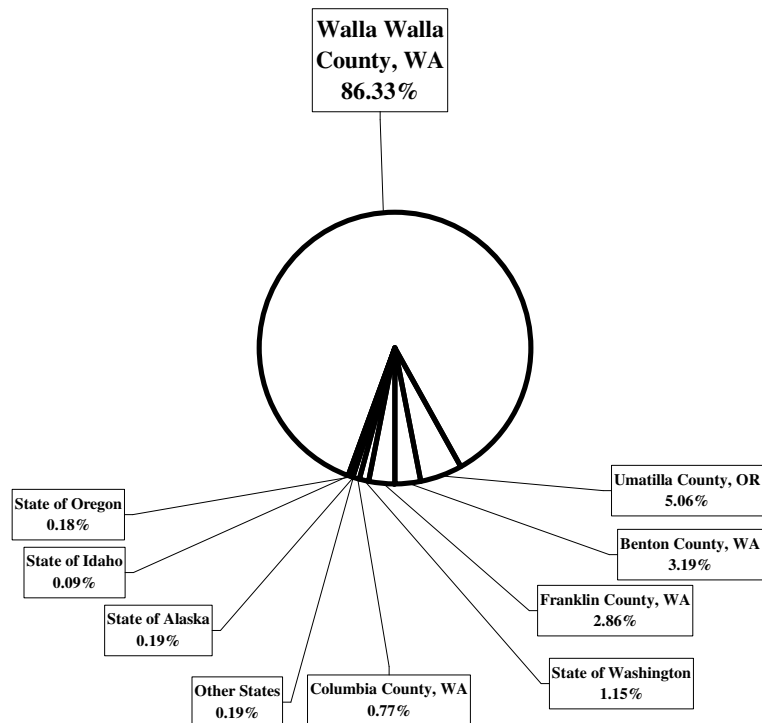 Walla Walla
County, WA
86.33%
Umatilla County, OR
5.06%
Benton County, WA
3.19%
Franklin County, WA
2.86%
State of Washington
1.15%
Columbia County, WA
0.77%
Other States
0.19%
State of Alaska
0.19%
State of Idaho
0.09%
State of Oregon
0.18%